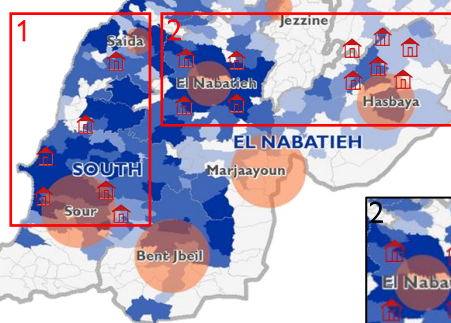 1
2
Jezzine
Saida
El Nabatieh
Hasbaya
EL NABATIEH
SOUTH
Marjaayoun
Sour
Bent Jbeil
2
El Naba